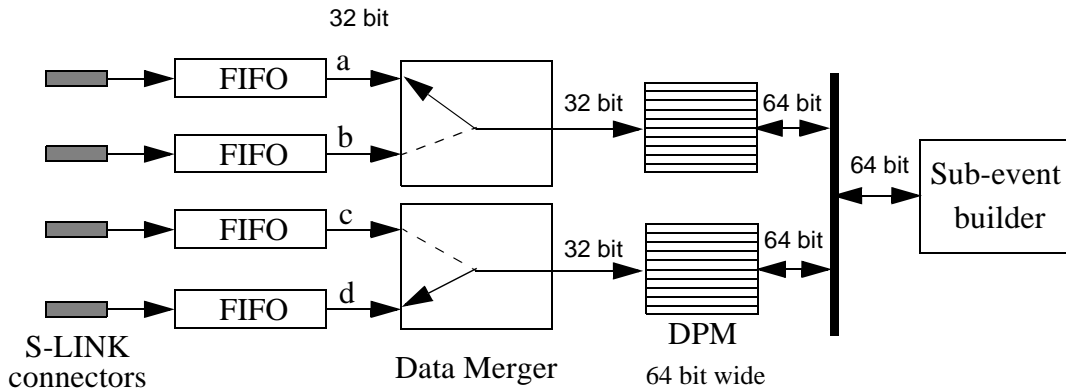 32 bit
FIFO
a
32 bit
64 bit
FIFO
b
64 bit
Sub-event
builder
FIFO
c
32 bit
64 bit
FIFO
d
S-LINK
connectors
Data Merger
DPM
64 bit wide